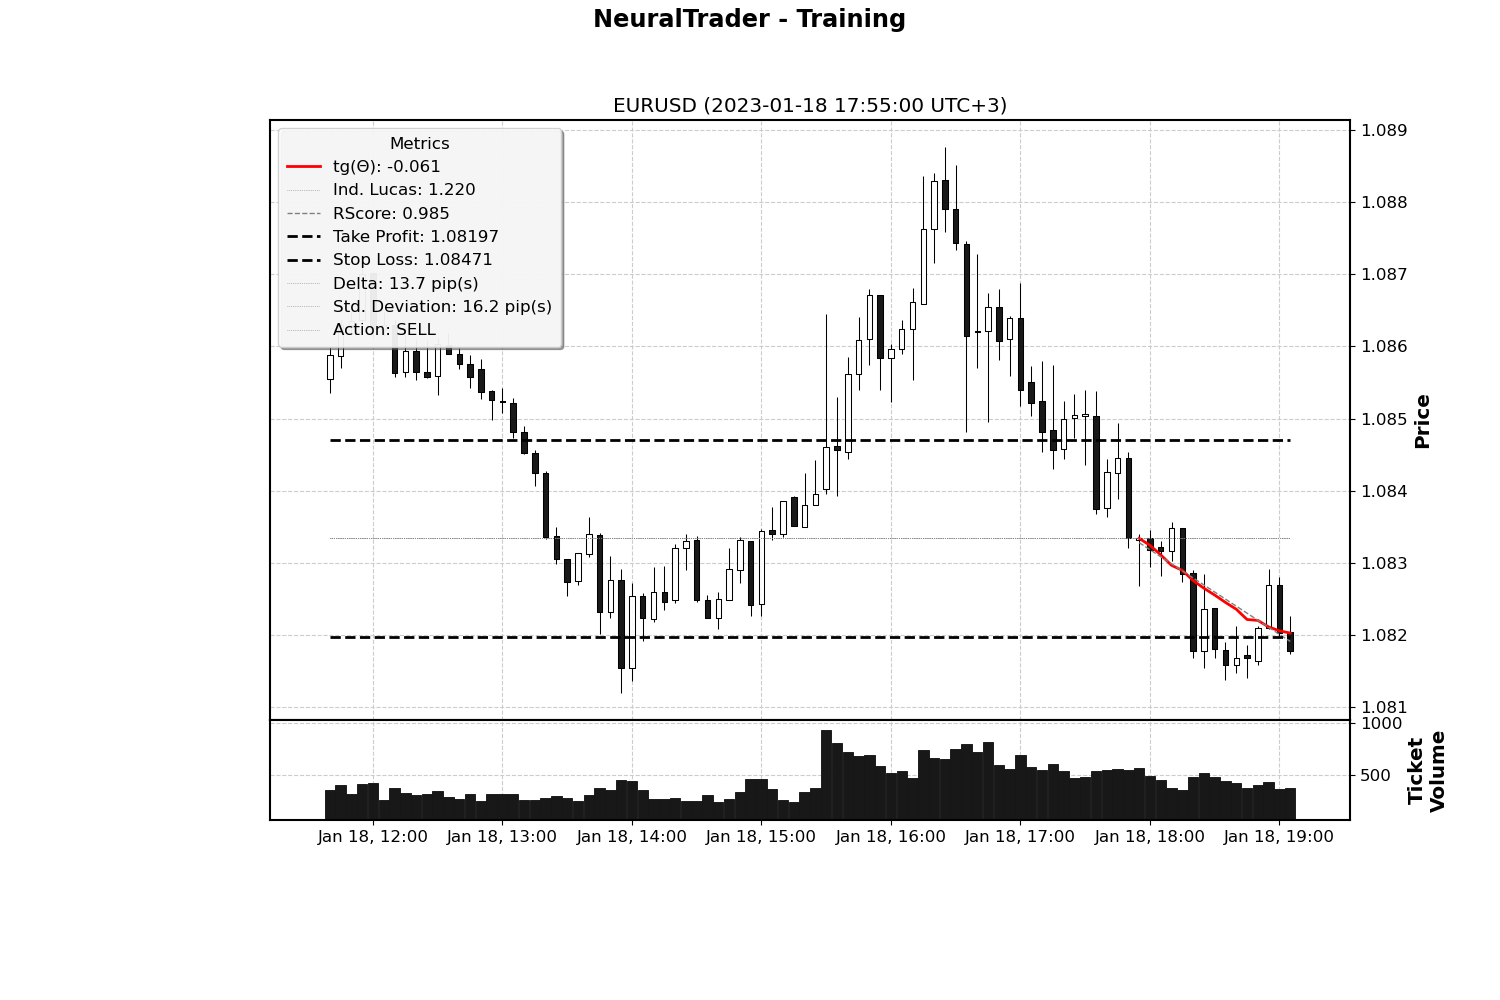 NeuralTrader - Training
EURUSD (2023-01-18 17:55:00 UTC+3)
Metrics
tg(Θ): -0.061
Ind. Lucas: 1.220
RScore: 0.985
Take Profit: 1.08197
Stop Loss: 1.08471
Delta: 13.7 pip(s)
Std. Deviation: 16.2 pip(s)
Action: SELL
1.089
1.088
1.087
1.086
1.085
1.084
1.083
1.082
1.081
Price
1000
500
Ticket
Volume
Jan 18, 12:00
Jan 18, 13:00
Jan 18, 14:00
Jan 18, 15:00
Jan 18, 16:00
Jan 18, 17:00
Jan 18, 18:00
Jan 18, 19:00